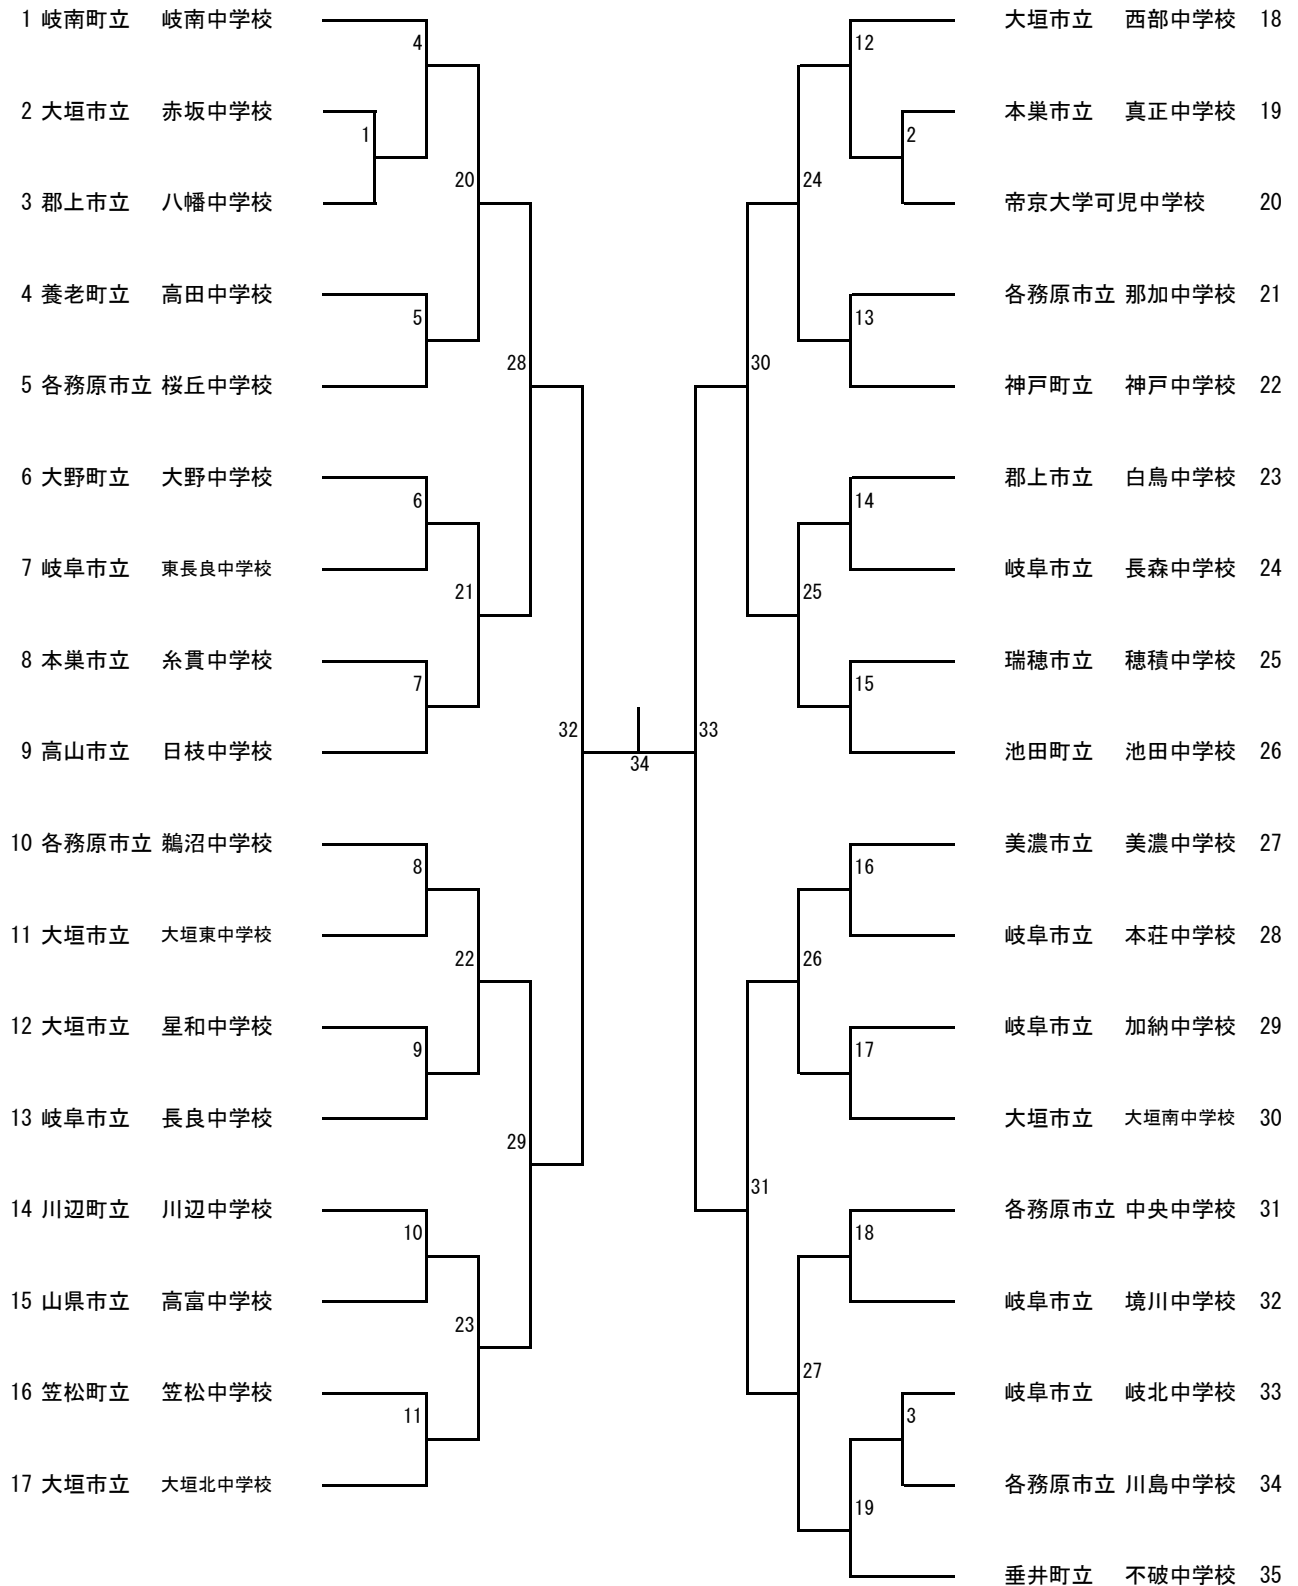 1 岐南町立 岐南中学校
4
2 大垣市立 赤坂中学校
1
3 郡上市立 八幡中学校
20
4 養老町立 高田中学校
5
5 各務原市立 桜丘中学校
28
6 大野町立 大野中学校
6
7 岐阜市立 東長良中学校
21
8 本巣市立 糸貫中学校
7
9 高山市立 日枝中学校
32
10 各務原市立 鵜沼中学校
8
11 大垣市立 大垣東中学校
22
12 大垣市立 星和中学校
9
13 岐阜市立 長良中学校
29
14 川辺町立 川辺中学校
10
15 山県市立 高富中学校
23
16 笠松町立 笠松中学校
11
17 大垣市立 大垣北中学校
34
大垣市立 西部中学校 18
12
本巣市立 真正中学校 19
2
帝京大学可児中学校 20
24
各務原市立 那加中学校 21
13
神戸町立 神戸中学校 22
30
郡上市立 白鳥中学校 23
14
岐阜市立 長森中学校 24
25
瑞穂市立 穂積中学校 25
15
池田町立 池田中学校 26
33
美濃市立 美濃中学校 27
16
岐阜市立 本荘中学校 28
26
岐阜市立 加納中学校 29
17
大垣市立 大垣南中学校 30
31
各務原市立 中央中学校 31
18
岐阜市立 境川中学校 32
27
岐阜市立 岐北中学校 33
3
各務原市立 川島中学校 34
19
垂井町立 不破中学校 35